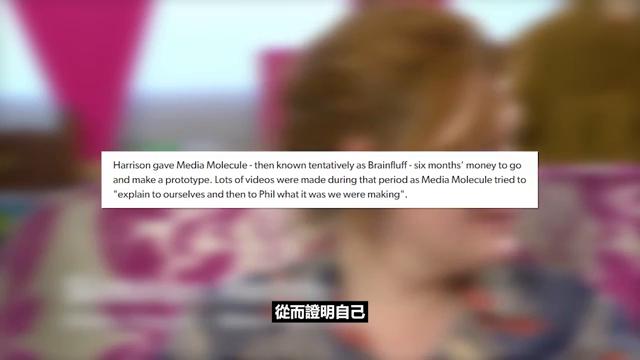 Harrison gave Media Molecule - then known tentatively as Brainfluff - six months' money to go
and make a prototype. Lots of videos were made during that period as Media Molecule tried to
"explain to ourselves and then to Phil what it was we were making".
從而證明自己